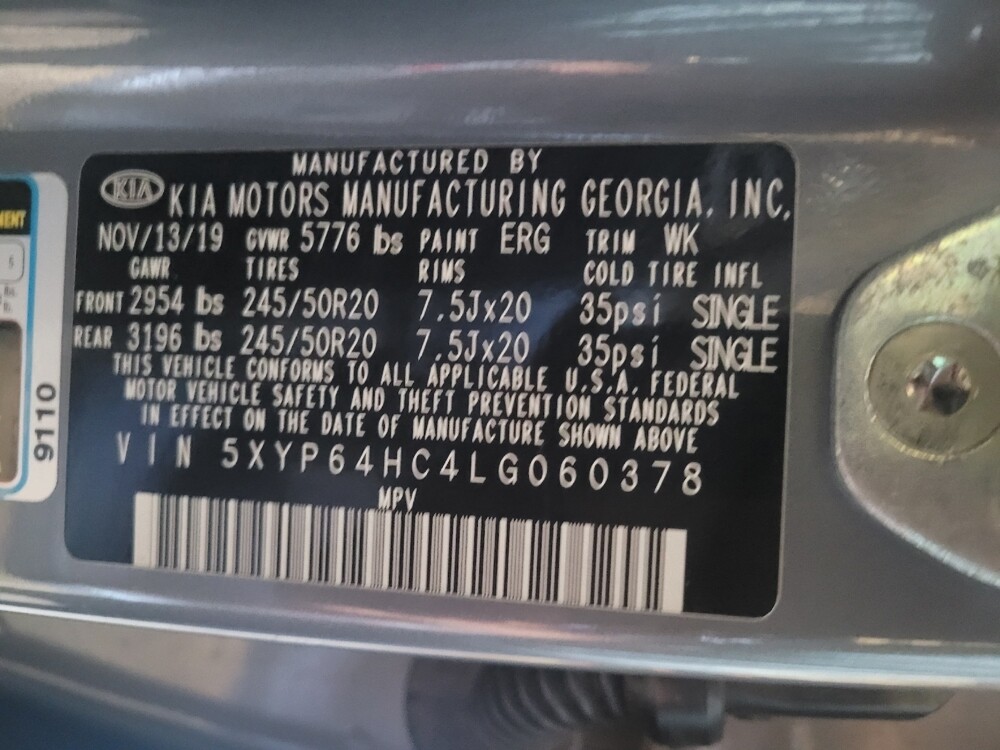 MANUFACTURED BY
KIA KIA MOTORS MANUFACTURING GEORGIA, INC.
NOV/13/19 GVWR 5776 lbs PAINT ERG TRIM WK
GAWR TIRES RIMS COLD TIRE INFL
FRONT 2954 lbs 245/50R20 7.5Jx20 35psi SINGLE
REAR 3196 lbs 245/50R20 7.5Jx20 35psi SINGLE
THIS VEHICLE CONFORMS TO ALL APPLICABLE U.S.A. FEDERAL
MOTOR VEHICLE SAFETY AND THEFT PREVENTION STANDARDS
IN EFFECT ON THE DATE OF MANUFACTURE SHOWN ABOVE
VIN 5XYP64HC4LG060378
MPV
9110
5